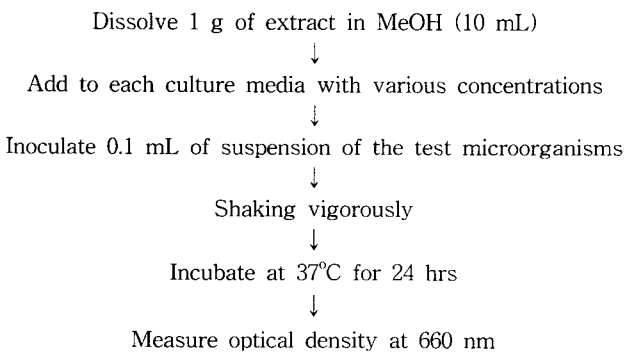 Dissolve 1 g of extract in MeOH (10 mL)
↓
Add to each culture media with various concentrations
↓
Inoculate 0.1 mL of suspension of the test microorganisms
↓
Shaking vigorously
↓
Incubate at 37°C for 24 hrs
↓
Measure optical density at 660 nm